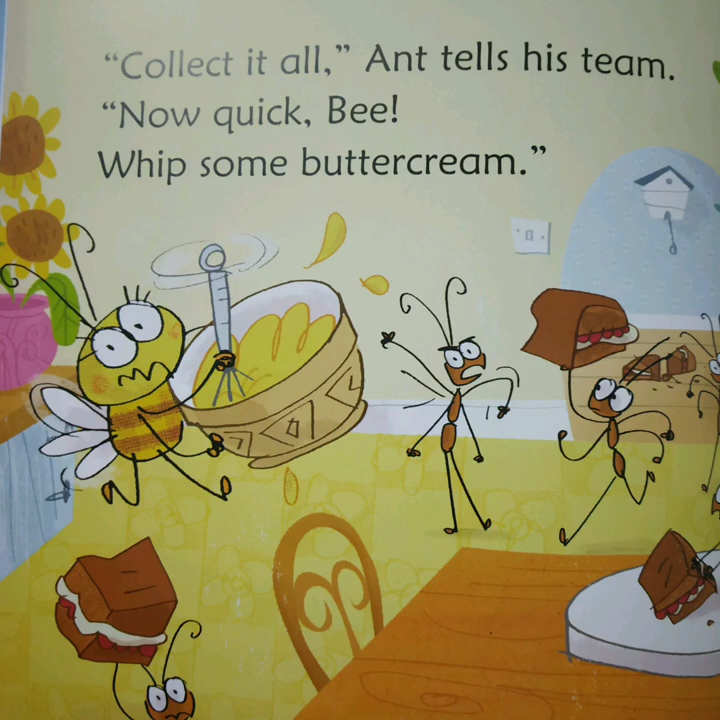 “Collect it all,” Ant tells his team.
“Now quick, Bee!
Whip some buttercream.”